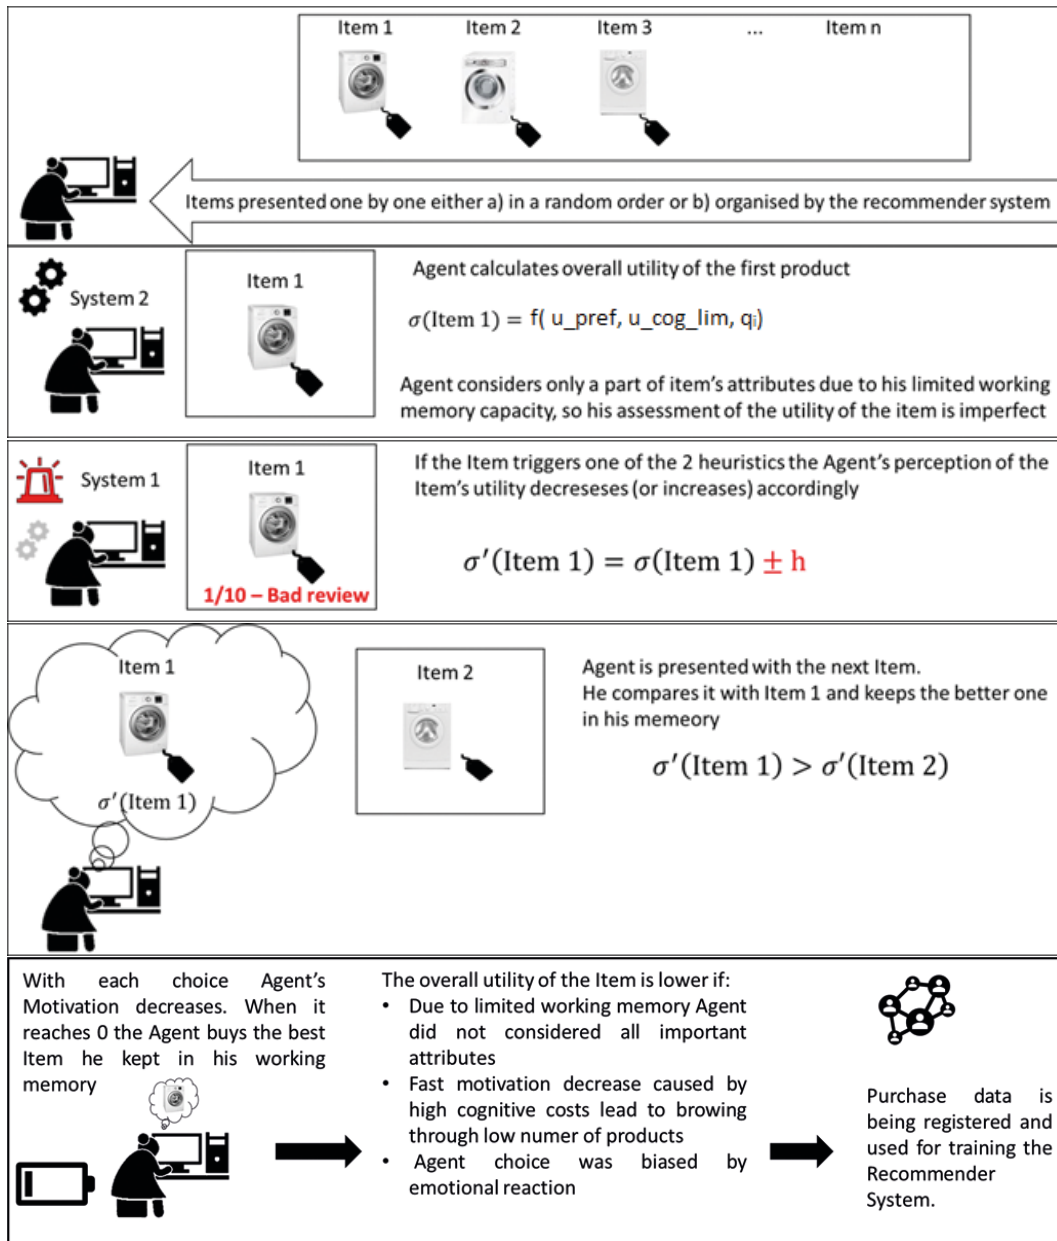 Item 1 Item 2 Item 3 ... Item n
Items presented one by one either a) in a random order or b) organised by the recommender system
System 2
Item 1
Agent calculates overall utility of the first product
σ(Item 1) = f( u_pref, u_cog_lim, qᵢ)
Agent considers only a part of item's attributes due to his limited working
memory capacity, so his assessment of the utility of the item is imperfect
System 1
Item 1
1/10 – Bad review
If the Item triggers one of the 2 heuristics the Agent's perception of the
Item's utility decreseses (or increases) accordingly
σ′(Item 1) = σ(Item 1) ± h
Item 1
σ′(Item 1)
Item 2
Agent is presented with the next Item.
He compares it with Item 1 and keeps the better one
in his memeory
σ′(Item 1) > σ′(Item 2)
With each choice Agent's
Motivation decreases. When it
reaches 0 the Agent buys the best
Item he kept in his working
memory
The overall utility of the Item is lower if:
• Due to limited working memory Agent
did not considered all important
attributes
• Fast motivation decrease caused by
high cognitive costs lead to browing
through low numer of products
• Agent choice was biased by
emotional reaction
Purchase data is
being registered and
used for training the
Recommender
System.